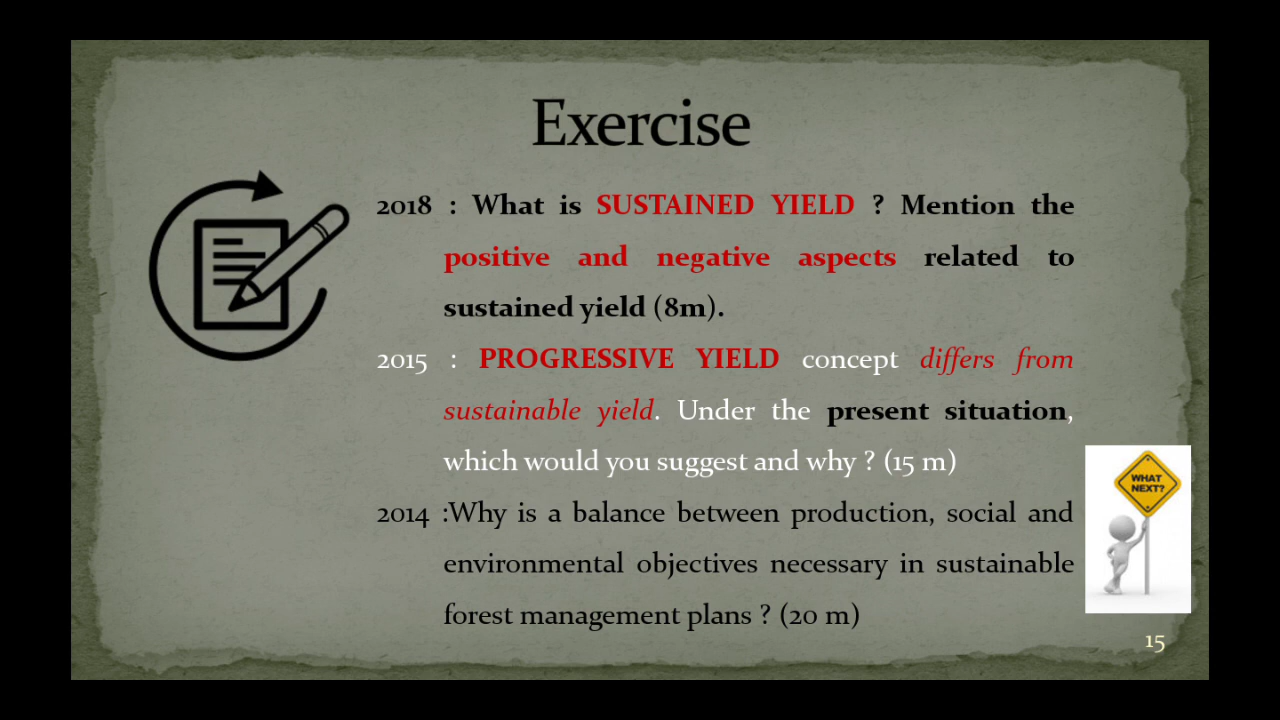 Exercise
2018 : What is SUSTAINED YIELD ? Mention the
positive and negative aspects related to
sustained yield (8m).
2015 : PROGRESSIVE YIELD concept differs from
sustainable yield. Under the present situation,
which would you suggest and why ? (15 m)
2014 :Why is a balance between production, social and
environmental objectives necessary in sustainable
forest management plans ? (20 m)
WHAT
NEXT?
15